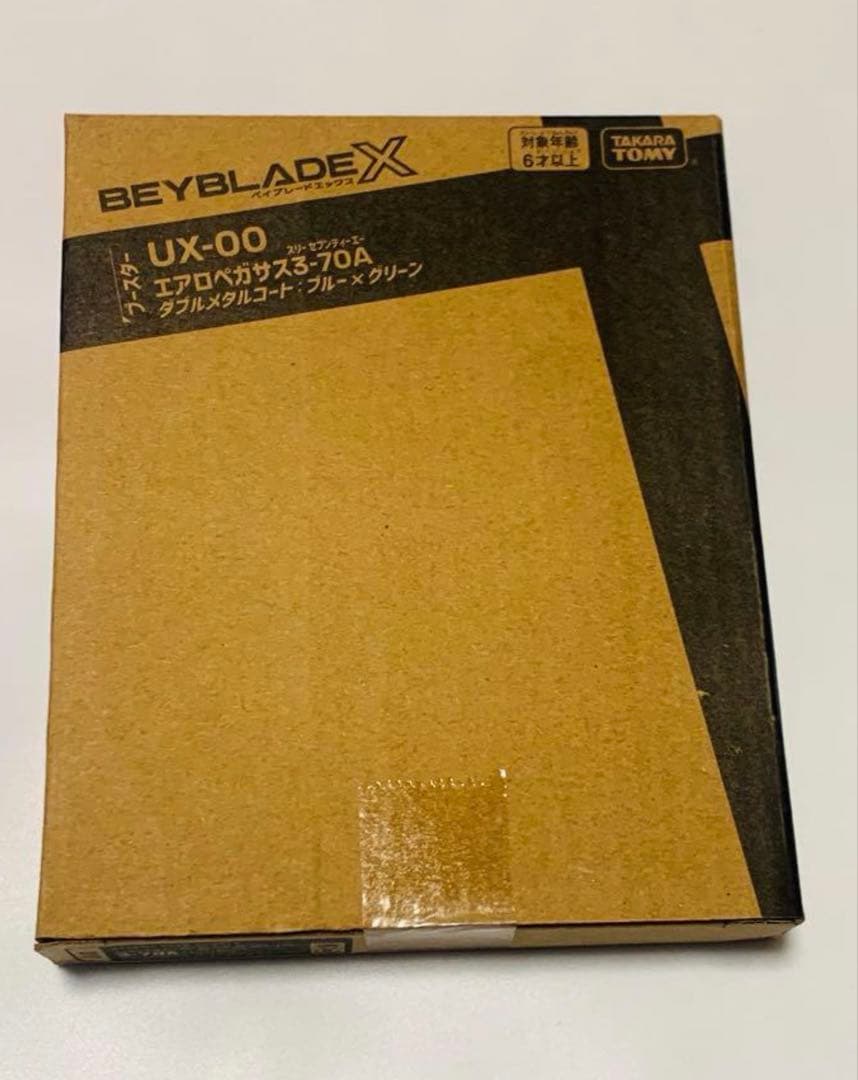 BEYBLADE X
ベイブレードエックス
対象年齢
6才以上
TAKARA
TOMY
ブースター
UX-00
スリーセブンティーエー
エアロペガサス3-70A
ダブルメタルコート:ブルー×グリーン